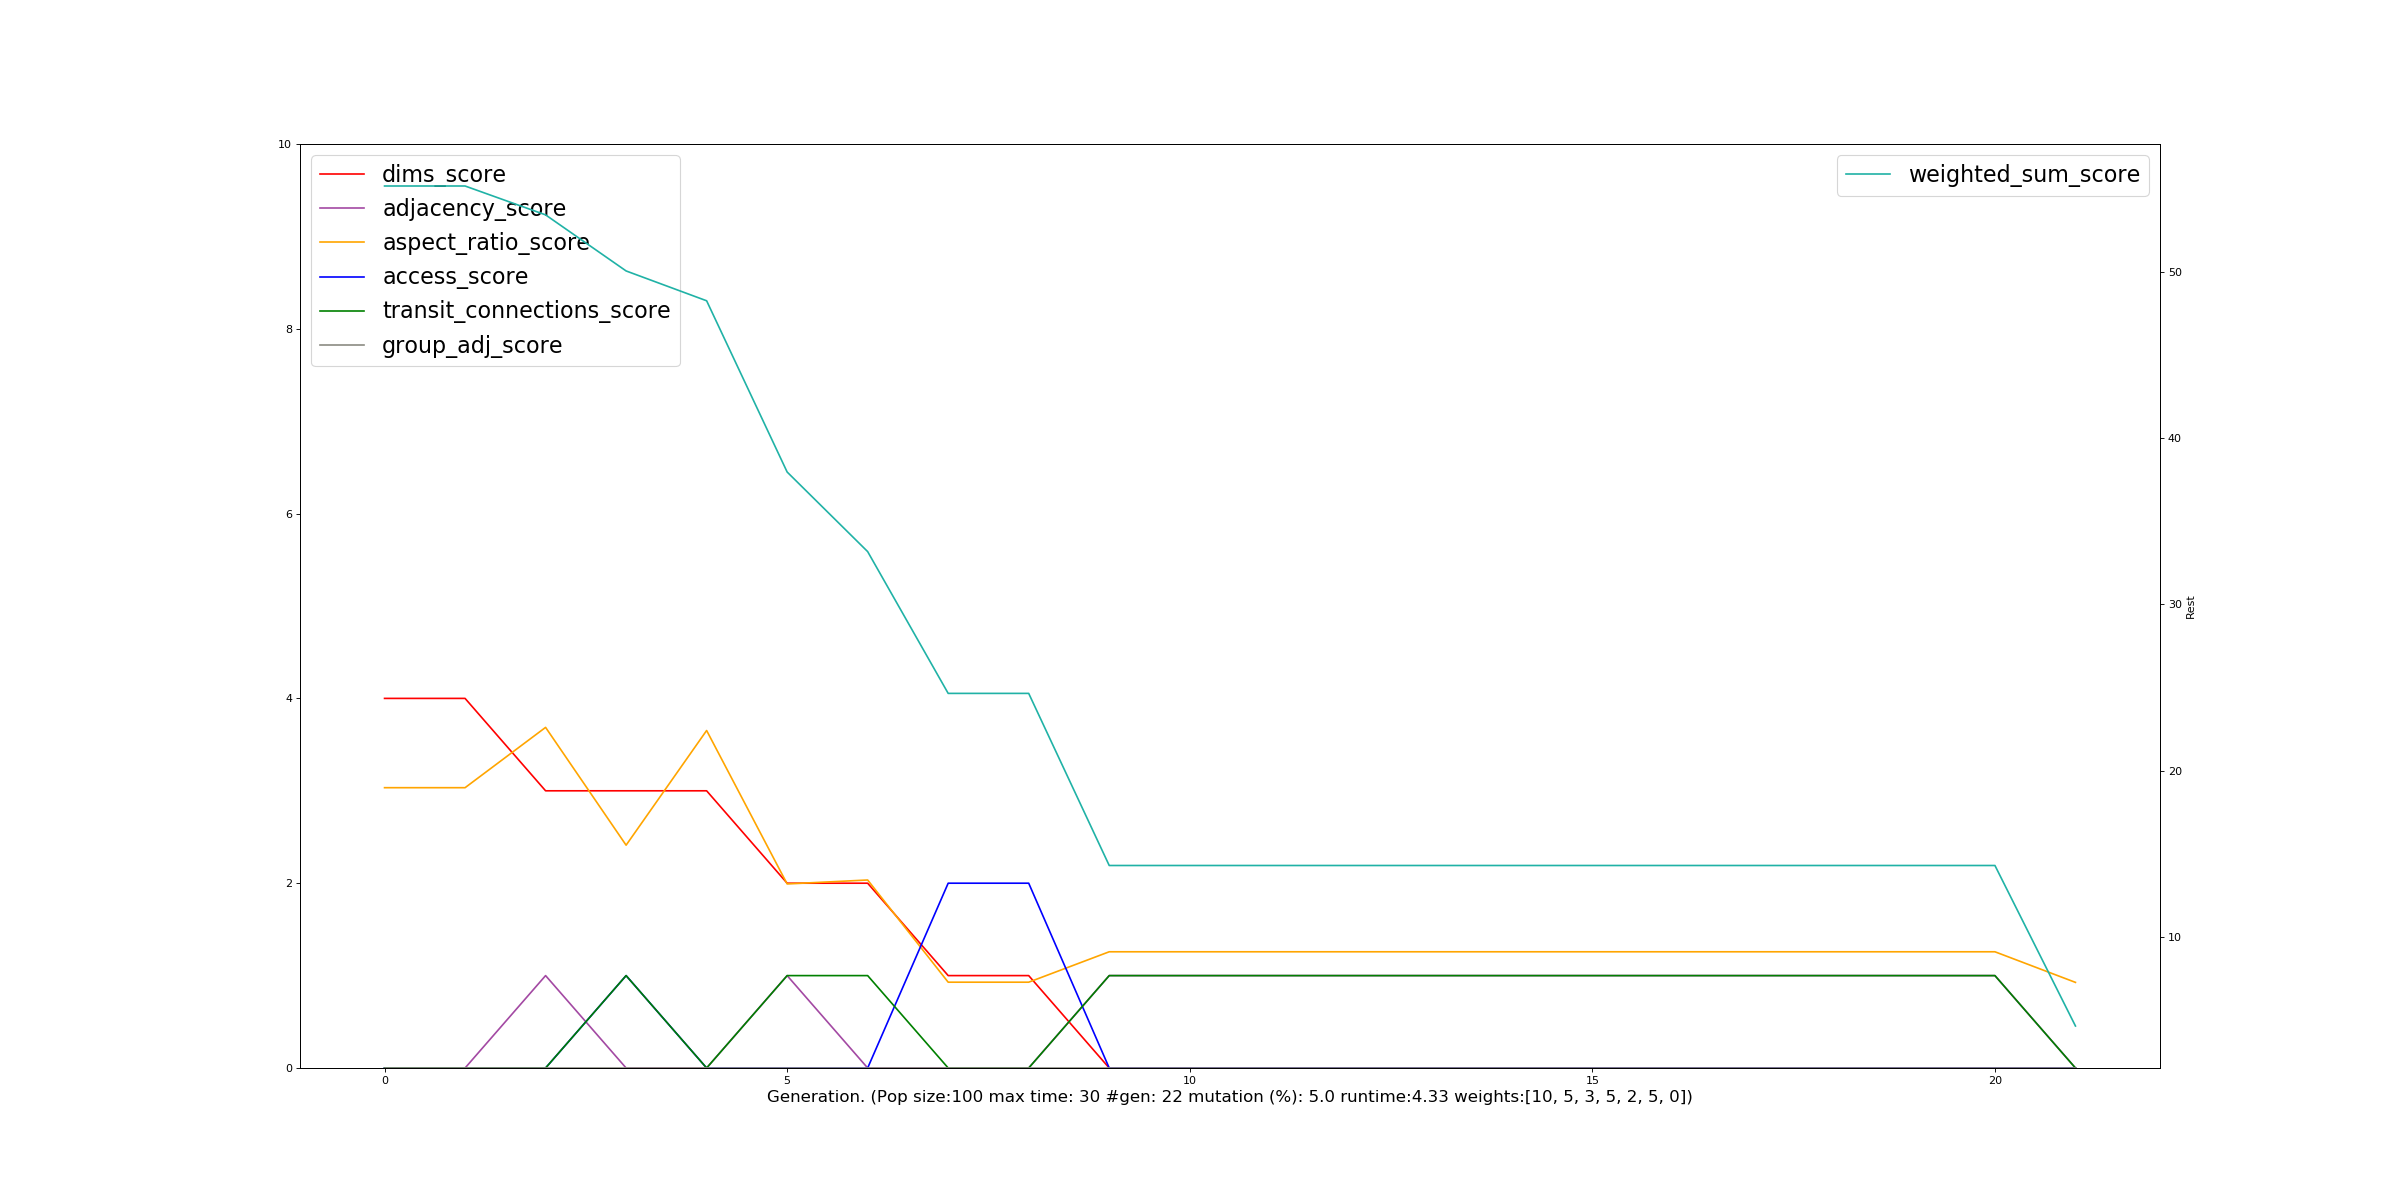 10
8
6
4
2
0
dims_score
adjacency_score
aspect_ratio_score
access_score
transit_connections_score
group_adj_score
weighted_sum_score
50
40
30
20
10
Rest
0 5 10 15 20
Generation. (Pop size:100 max time: 30 #gen: 22 mutation (%): 5.0 runtime:4.33 weights:[10, 5, 3, 5, 2, 5, 0])